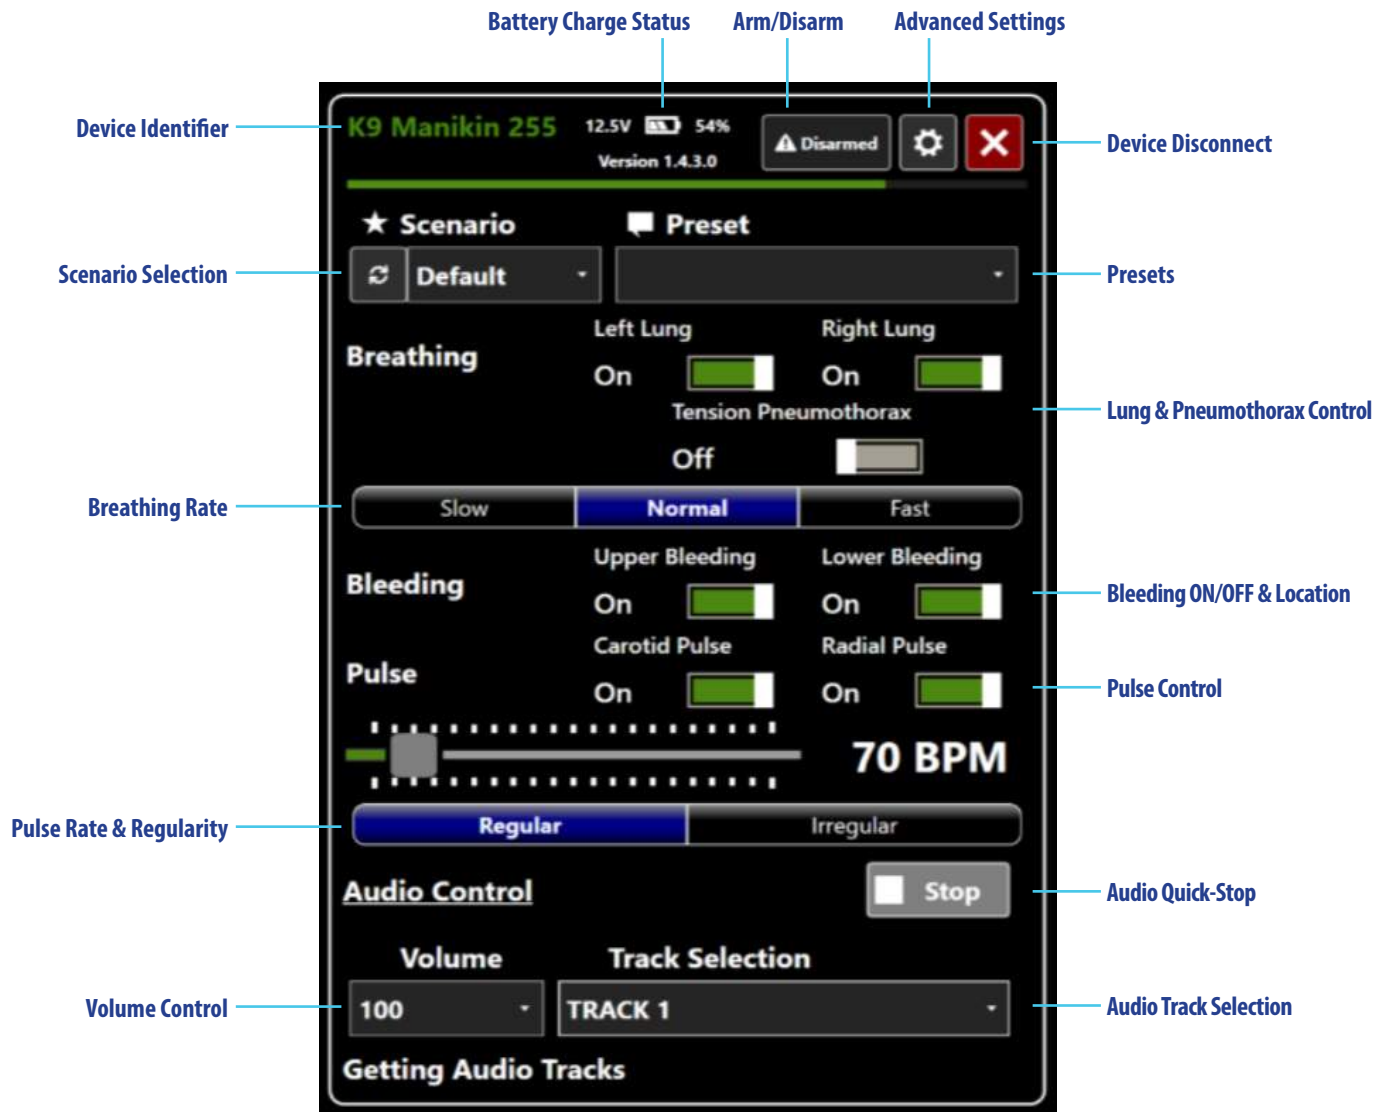 Battery Charge Status Arm/Disarm Advanced Settings
Device Identifier K9 Manikin 255 12.5V 54% Disarmed Device Disconnect
Version 1.4.3.0
Scenario Preset
Scenario Selection Default Presets
Left Lung Right Lung
Breathing
On On
Tension Pneumothorax Lung & Pneumothorax Control
Off
Breathing Rate Slow Normal Fast
Upper Bleeding Lower Bleeding
Bleeding Bleeding ON/OFF & Location
On On
Carotid Pulse Radial Pulse
Pulse
On On Pulse Control
70 BPM
Pulse Rate & Regularity Regular Irregular
Audio Control Stop Audio Quick-Stop
Volume Track Selection
Volume Control 100 TRACK 1 Audio Track Selection
Getting Audio Tracks